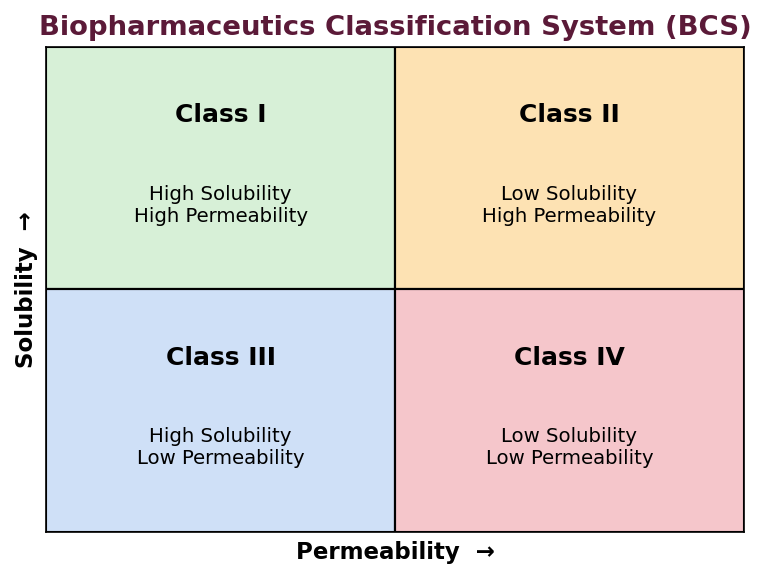 Biopharmaceutics Classification System (BCS)
Class I
High Solubility
High Permeability
Class II
Low Solubility
High Permeability
Solubility →
Class III
High Solubility
Low Permeability
Class IV
Low Solubility
Low Permeability
Permeability →